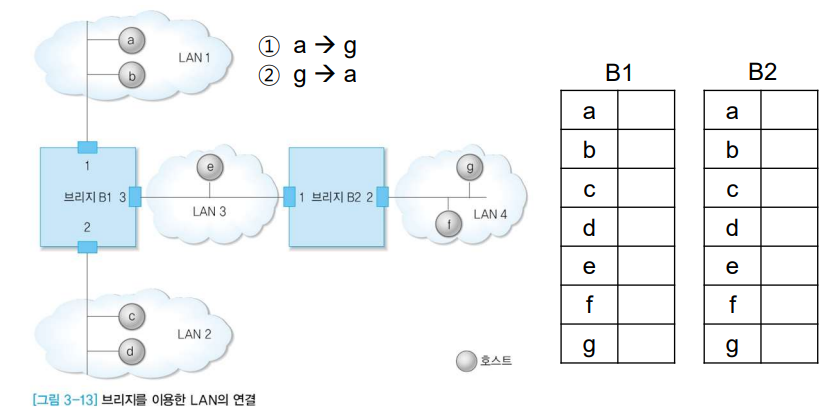 a
b
LAN 1
① a → g
② g → a
1
브리지 B1 3
2
e
LAN 3
1 브리지 B2 2
g
f
LAN 4
c
d
LAN 2
호스트
B1
a
b
c
d
e
f
g
B2
a
b
c
d
e
f
g
[그림 3-13] 브리지를 이용한 LAN의 연결